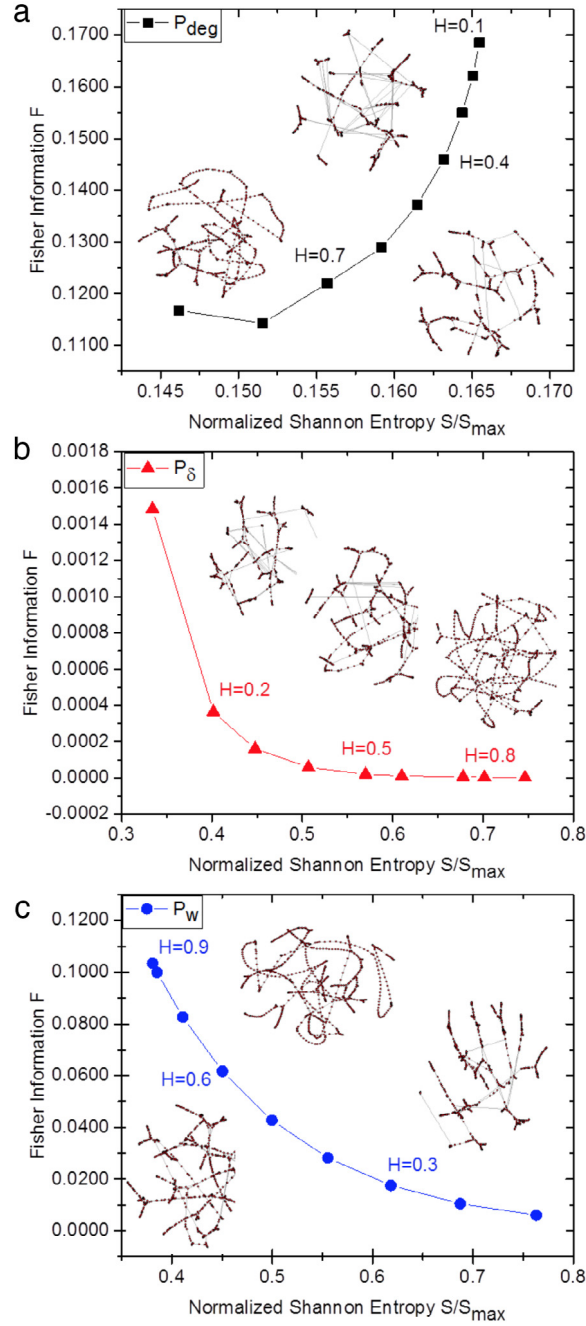 a
P_deg
H=0.1
H=0.4
H=0.7
0.1700
0.1600
0.1500
0.1400
0.1300
0.1200
0.1100
Fisher Information F
0.145 0.150 0.155 0.160 0.165 0.170
Normalized Shannon Entropy S/S_max
b
P_δ
0.0018
0.0016
0.0014
0.0012
0.0010
0.0008
0.0006
0.0004
0.0002
0.0000
-0.0002
Fisher Information F
H=0.2
H=0.5
H=0.8
0.3 0.4 0.5 0.6 0.7 0.8
Normalized Shannon Entropy S/S_max
c
P_w
0.1200
0.1000
0.0800
0.0600
0.0400
0.0200
0.0000
Fisher Information F
H=0.9
H=0.6
H=0.3
0.4 0.5 0.6 0.7 0.8
Normalized Shannon Entropy S/S_max